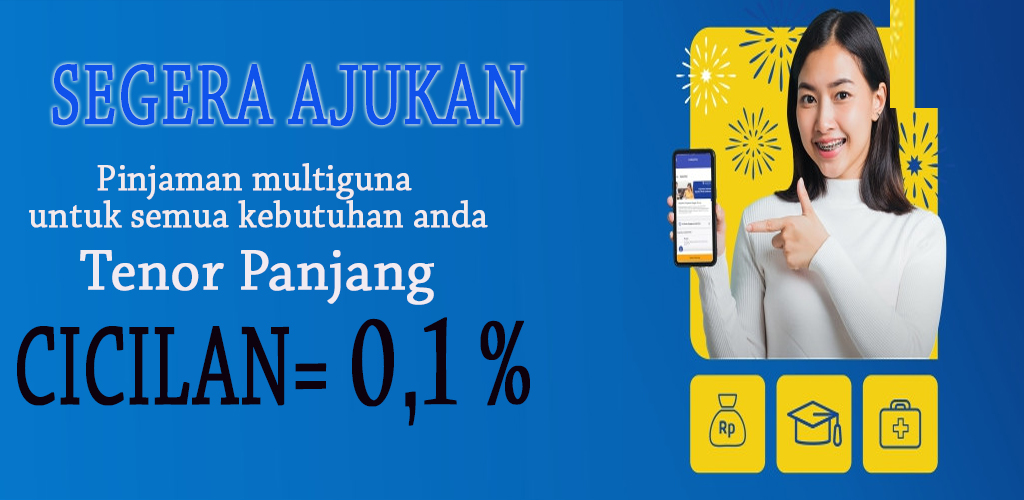 SEGERA AJUKAN
Pinjaman multiguna
untuk semua kebutuhan anda
Tenor Panjang
CICILAN= 0,1 %
Rp